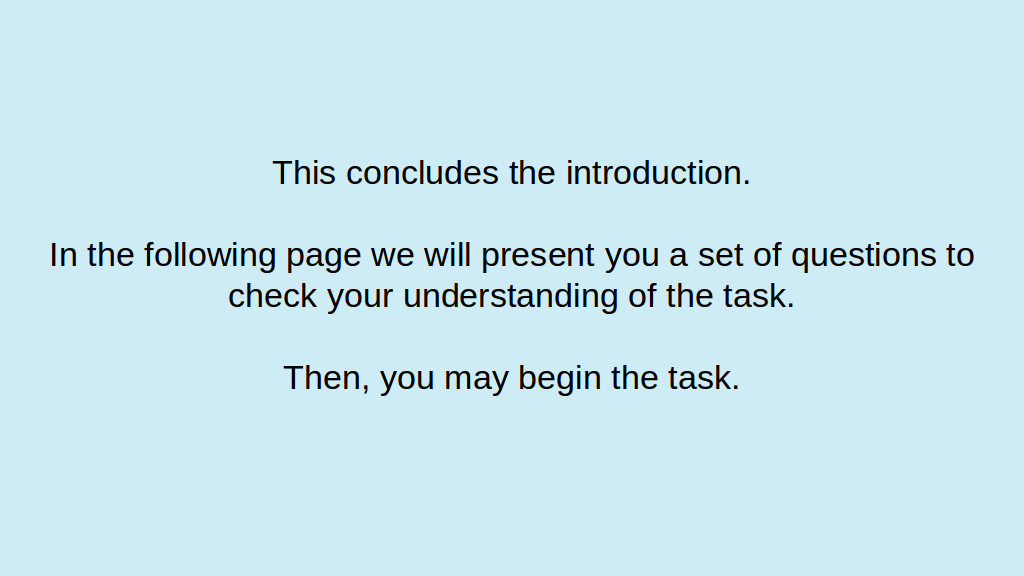 This concludes the introduction.
In the following page we will present you a set of questions to
check your understanding of the task.
Then, you may begin the task.